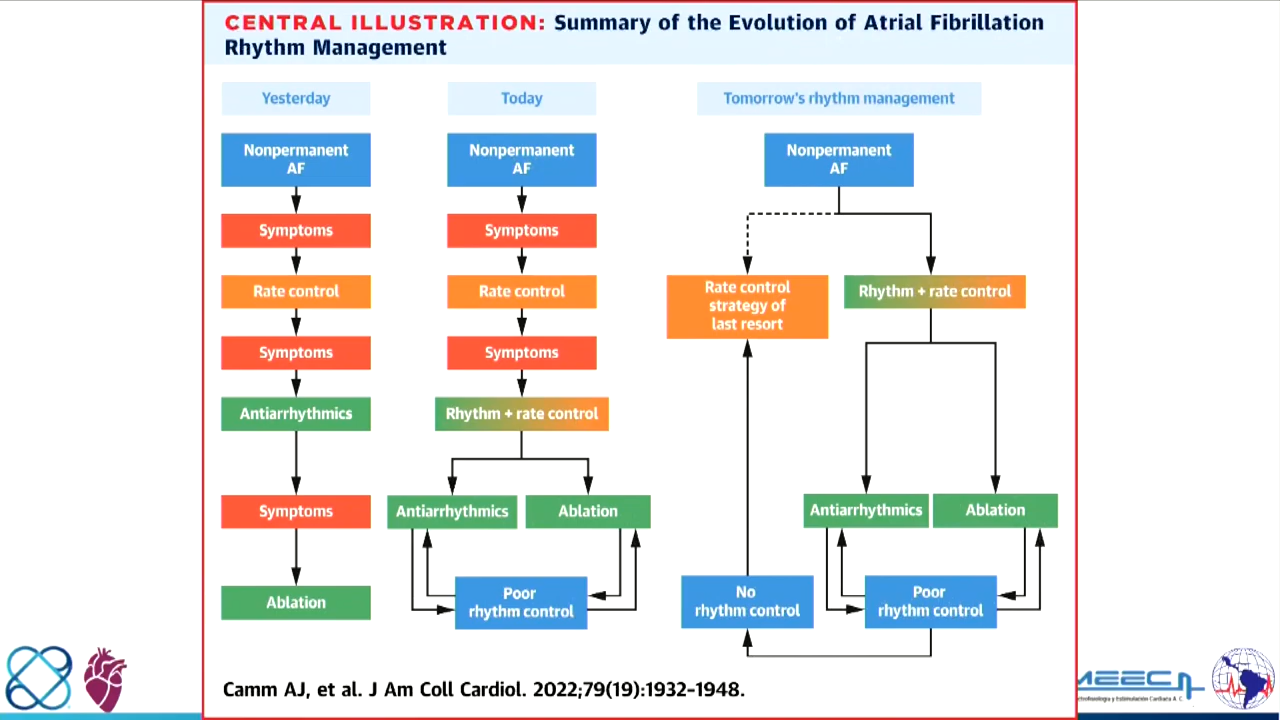 CENTRAL ILLUSTRATION: Summary of the Evolution of Atrial Fibrillation
Rhythm Management
Yesterday
Nonpermanent
AF
Symptoms
Rate control
Symptoms
Antiarrhythmics
Symptoms
Ablation
Today
Nonpermanent
AF
Symptoms
Rate control
Symptoms
Rhythm + rate control
Antiarrhythmics
Ablation
Poor
rhythm control
Tomorrow's rhythm management
Nonpermanent
AF
Rate control
strategy of
last resort
Rhythm + rate control
Antiarrhythmics
Ablation
No
rhythm control
Poor
rhythm control
Camm AJ, et al. J Am Coll Cardiol. 2022;79(19):1932-1948.
MEECA
y Estimulación Cardiaca A. C.